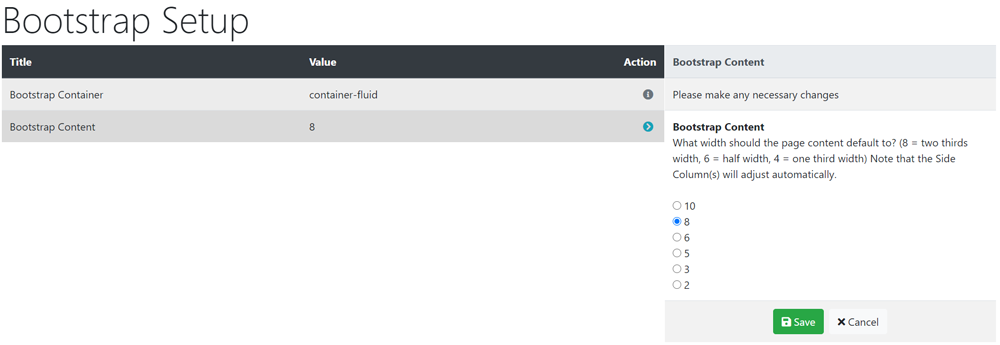 Bootstrap Setup
Title Value Action
Bootstrap Container container-fluid
Bootstrap Content 8
Bootstrap Content
Please make any necessary changes
Bootstrap Content
What width should the page content default to? (8 = two thirds
width, 6 = half width, 4 = one third width) Note that the Side
Column(s) will adjust automatically.
10
8
6
5
3
2
Save Cancel